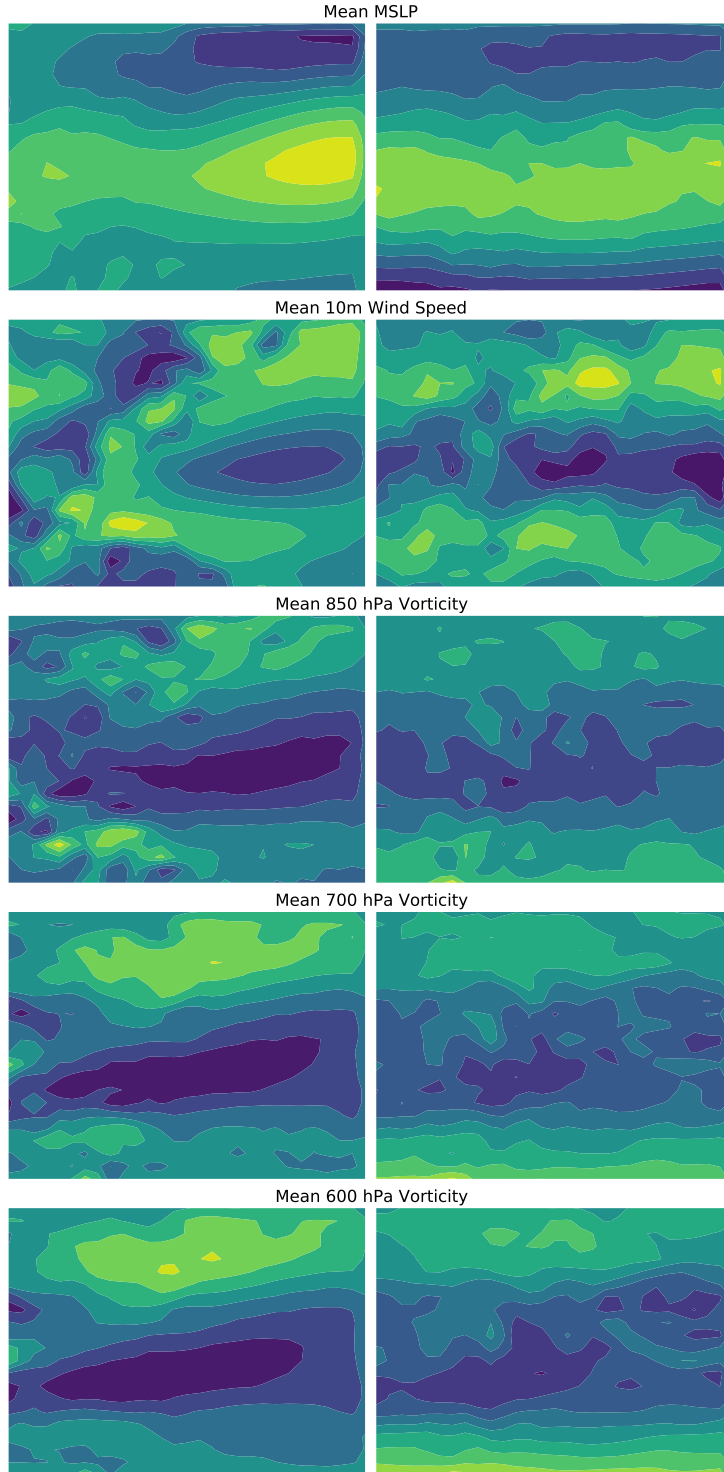 Mean MSLP
Mean 10m Wind Speed
Mean 850 hPa Vorticity
Mean 700 hPa Vorticity
Mean 600 hPa Vorticity